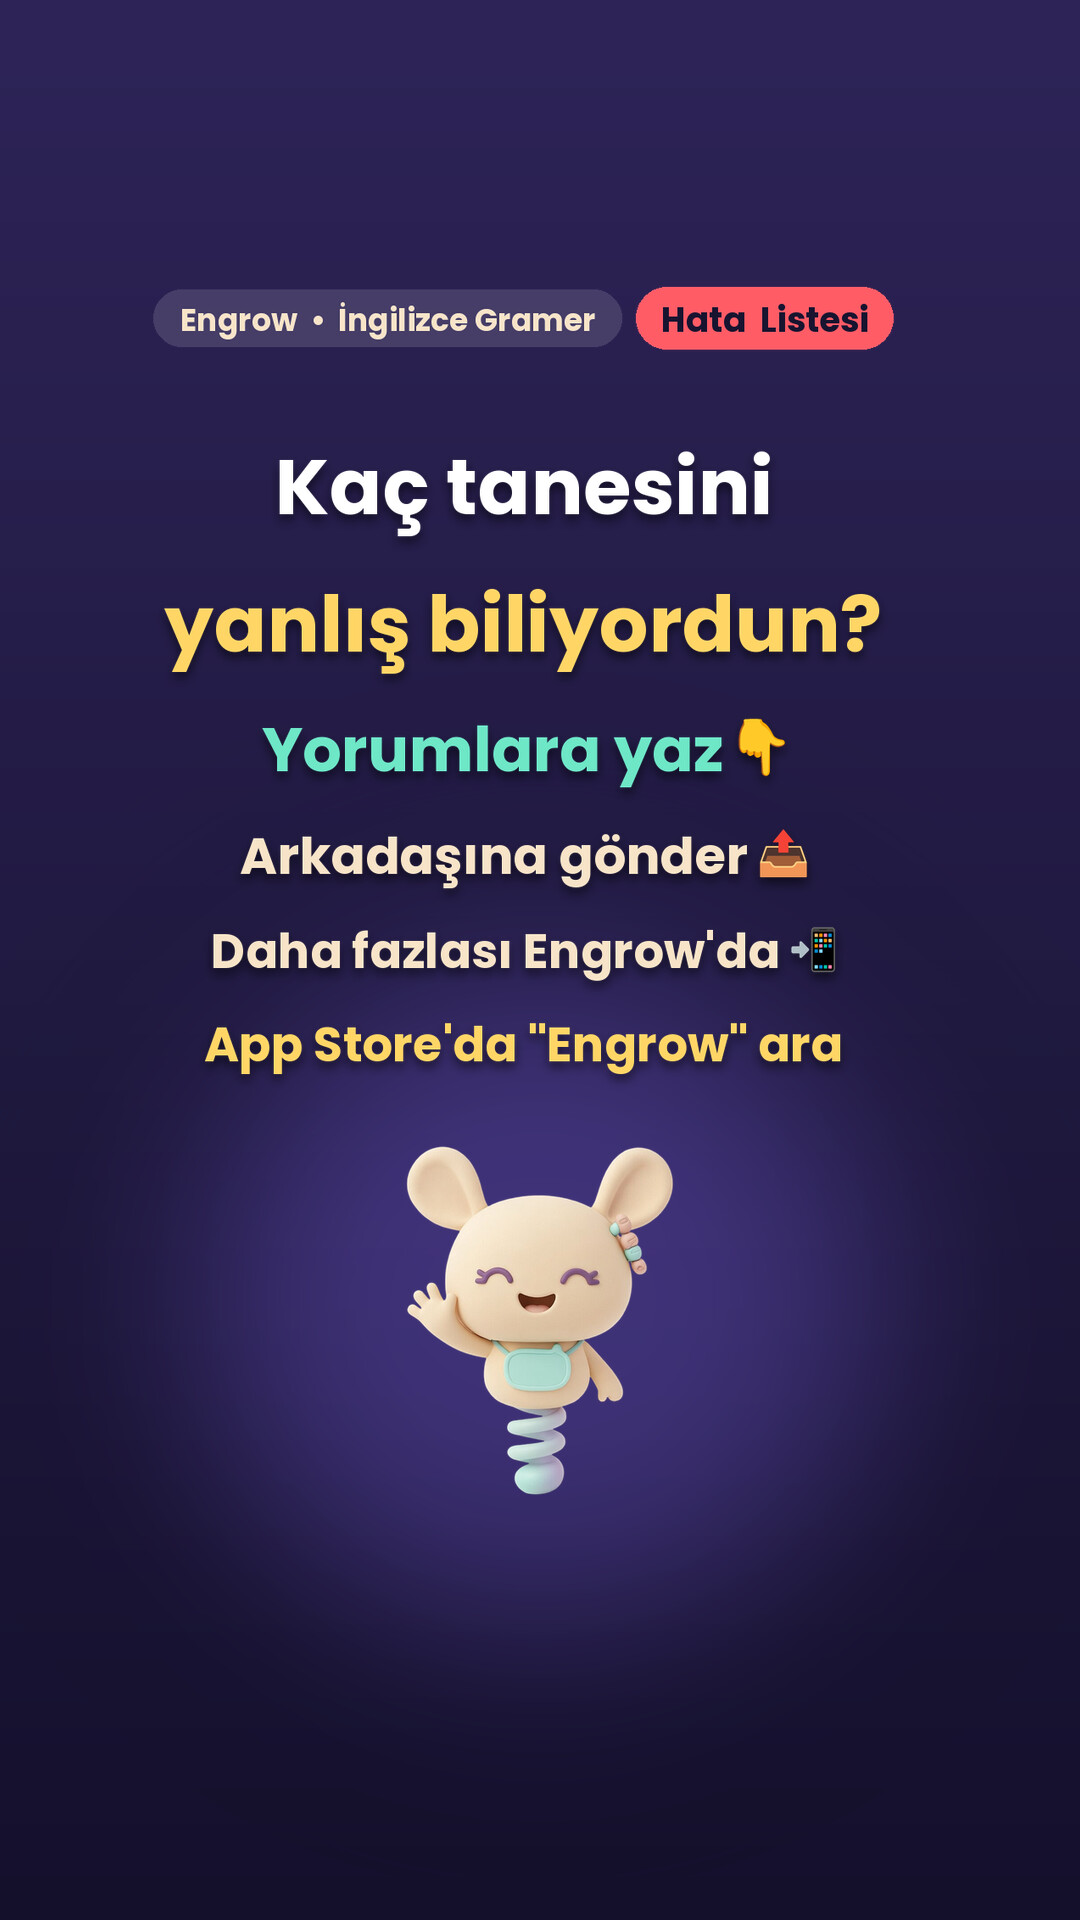 Engrow • İngilizce Gramer
Hata Listesi
Kaç tanesini
yanlış biliyordun?
Yorumlara yaz 👇
Arkadaşına gönder 📤
Daha fazlası Engrow'da 📲
App Store'da "Engrow" ara